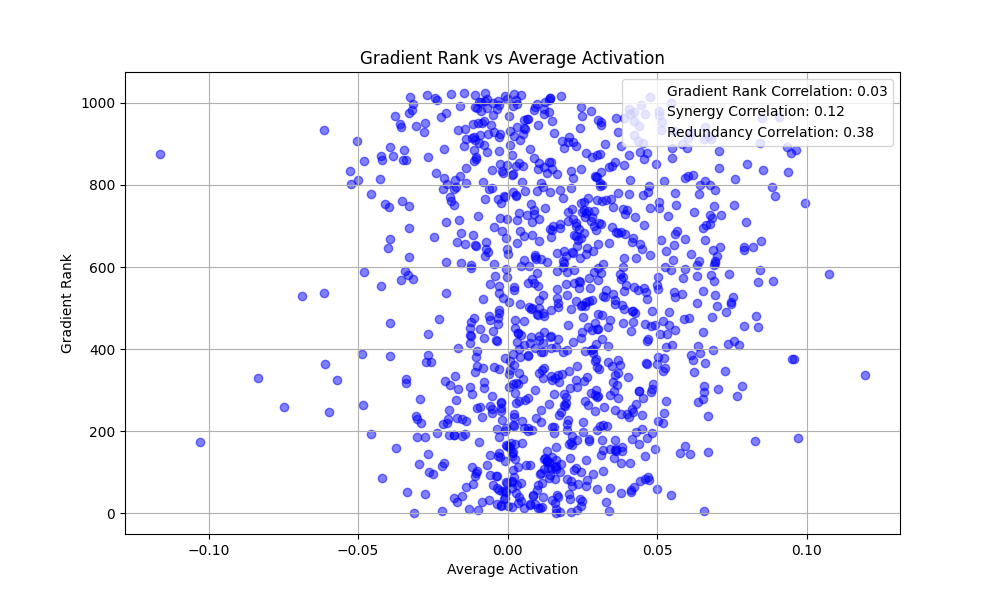 Gradient Rank vs Average Activation
Gradient Rank Correlation: 0.03
Synergy Correlation: 0.12
Redundancy Correlation: 0.38
Gradient Rank
1000
800
600
400
200
0
−0.10
−0.05
0.00
0.05
0.10
Average Activation